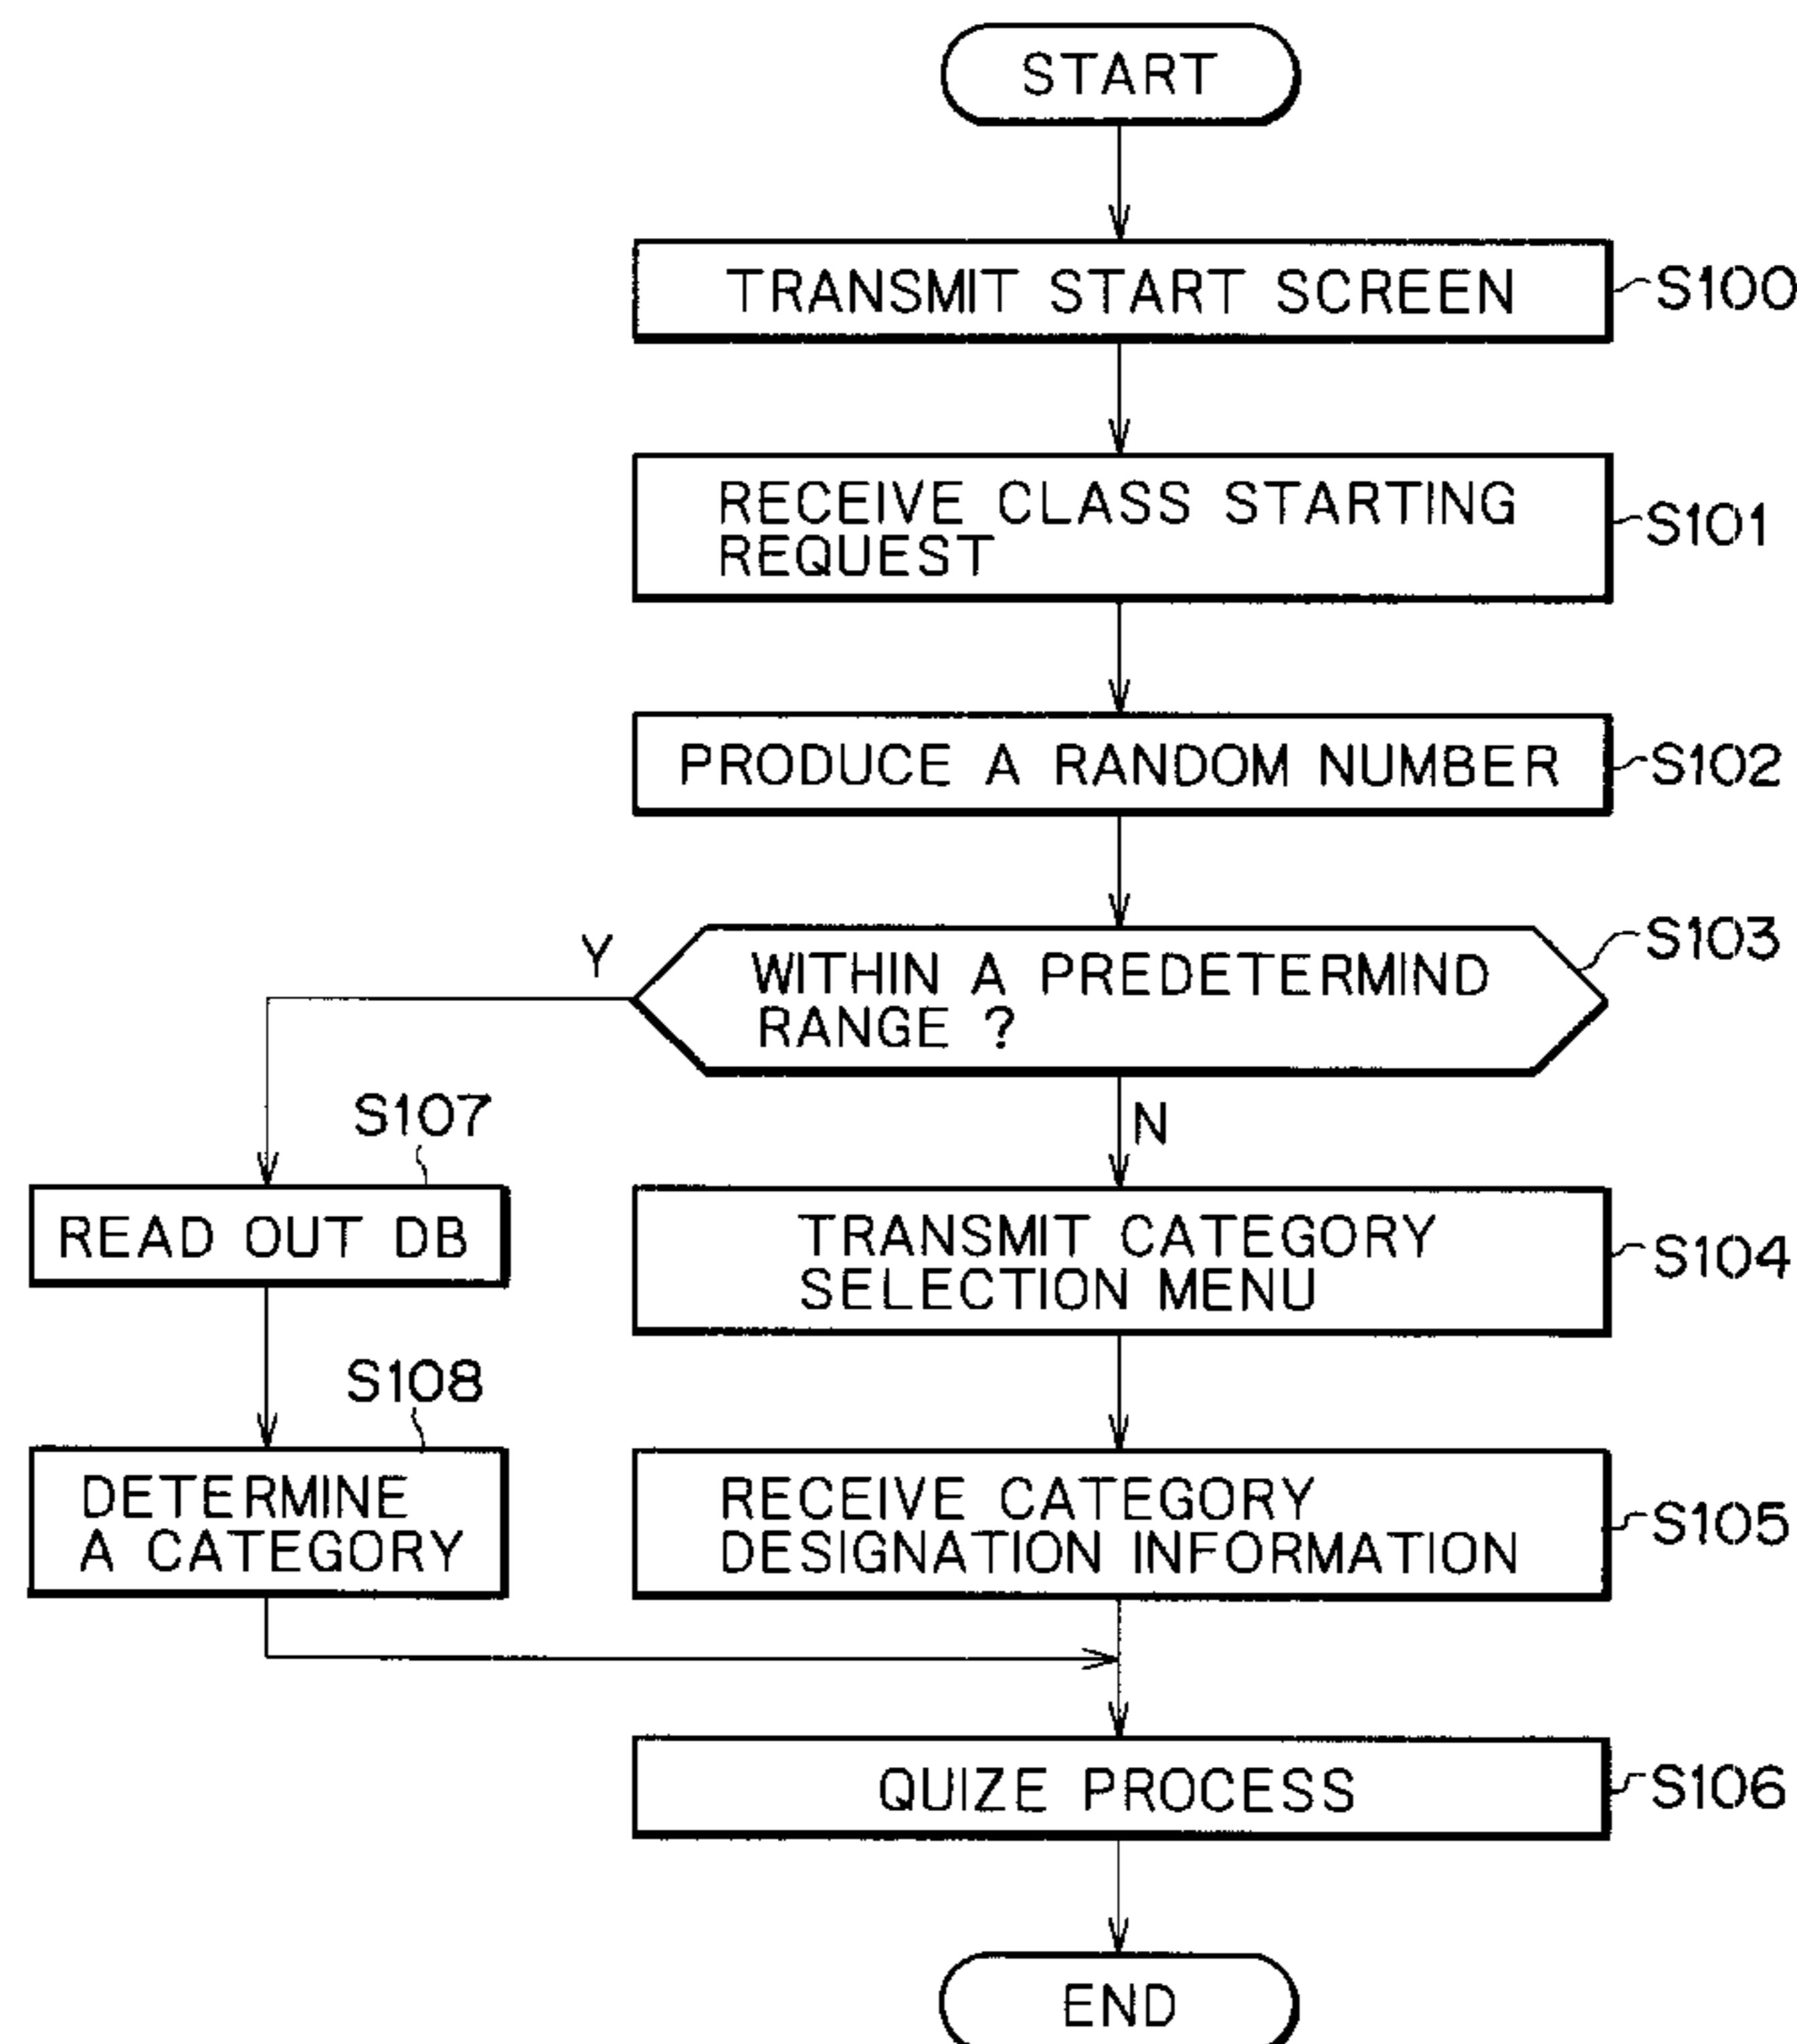 START
TRANSMIT START SCREEN
S100
RECEIVE CLASS STARTING
REQUEST
S101
PRODUCE A RANDOM NUMBER
S102
WITHIN A PREDETERMIND
RANGE ?
S103
Y
N
S107
READ OUT DB
TRANSMIT CATEGORY
SELECTION MENU
S104
S108
DETERMINE
A CATEGORY
RECEIVE CATEGORY
DESIGNATION INFORMATION
S105
QUIZE PROCESS
S106
END